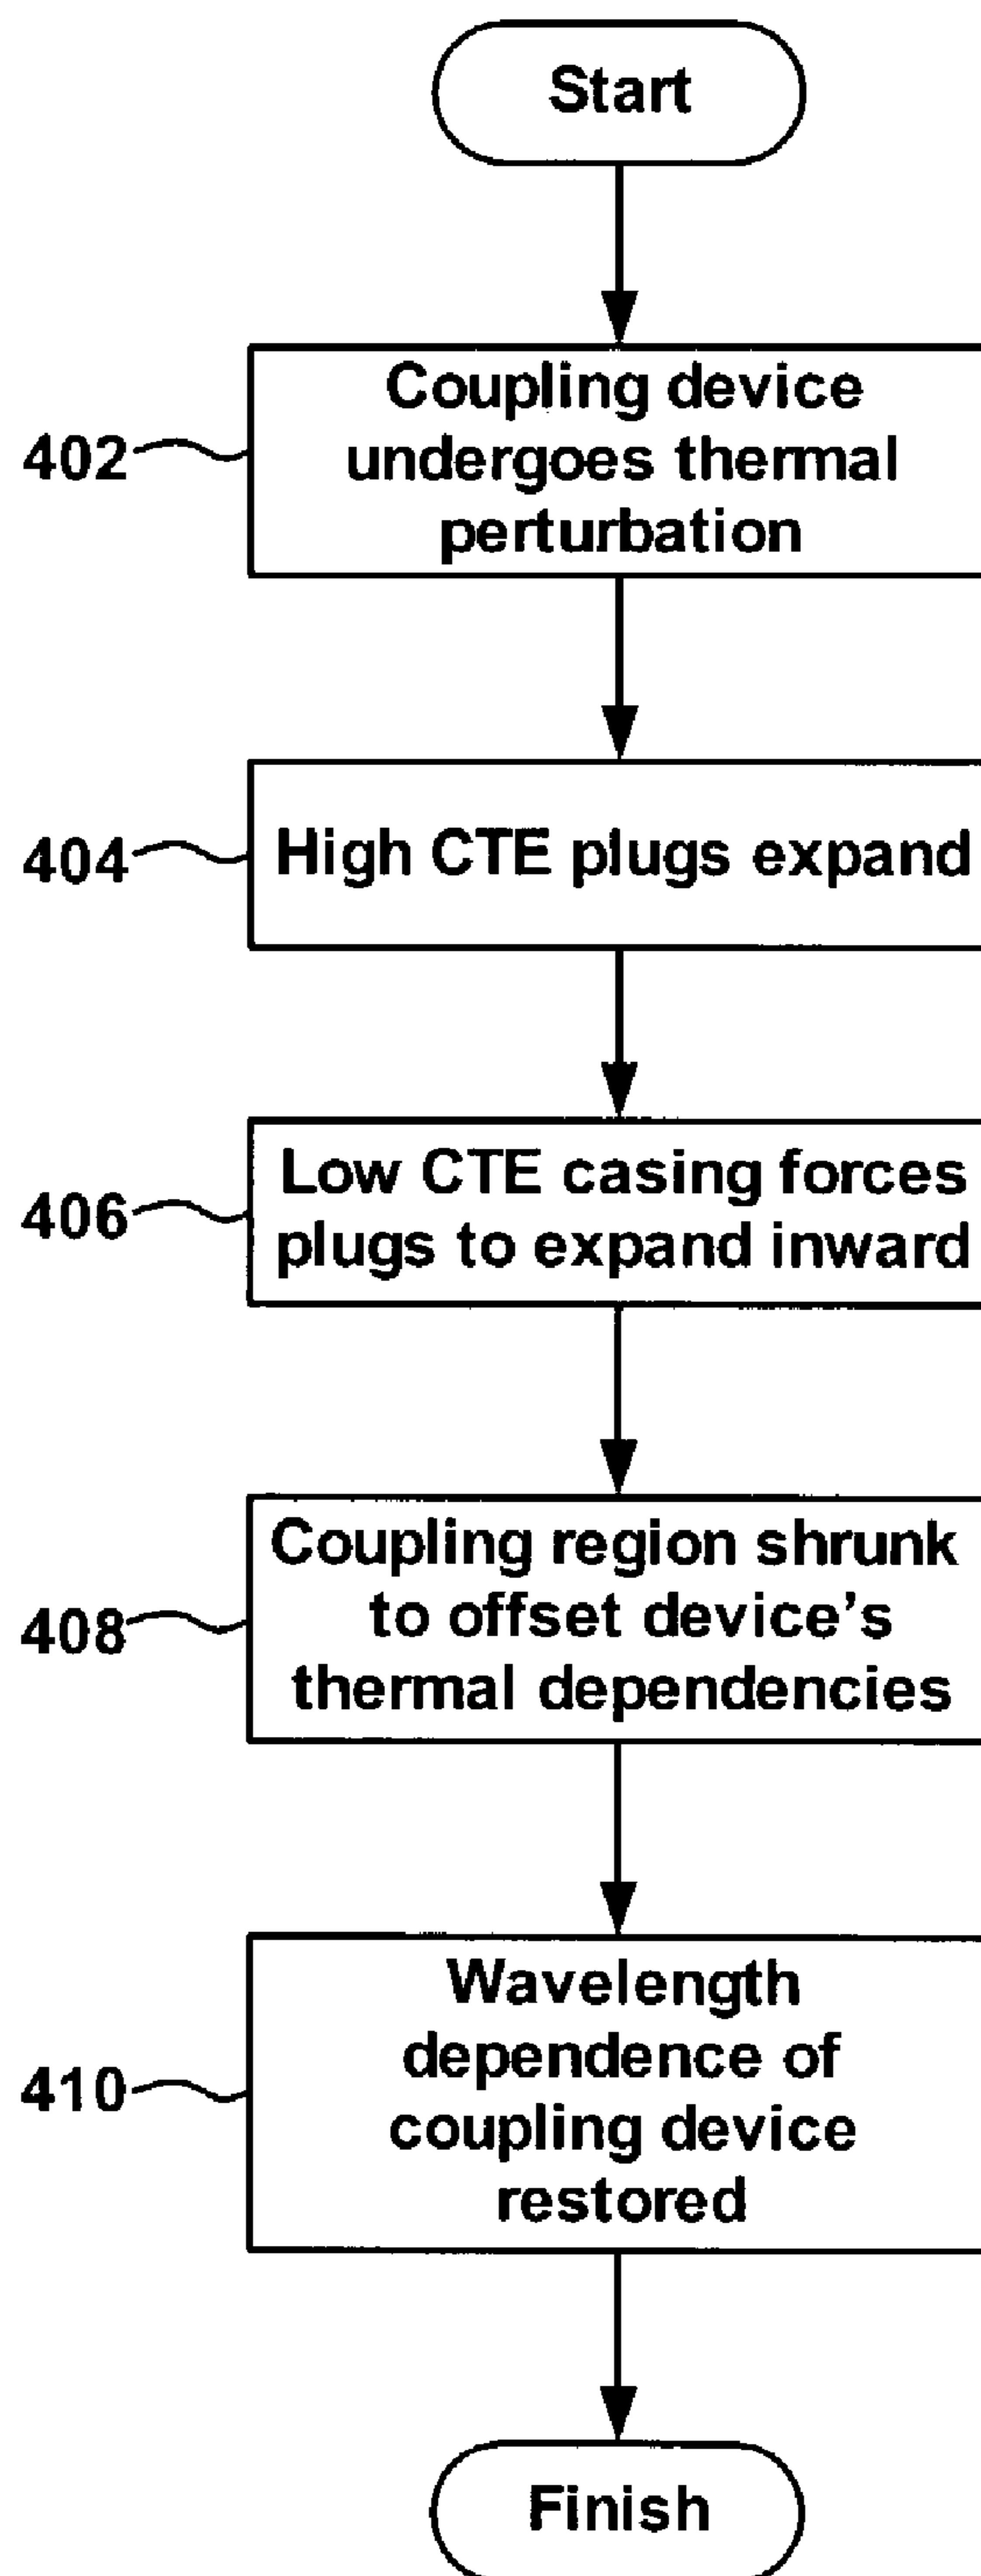 Start
402
Coupling device
undergoes thermal
perturbation
404
High CTE plugs expand
406
Low CTE casing forces
plugs to expand inward
408
Coupling region shrunk
to offset device's
thermal dependencies
410
Wavelength
dependence of
coupling device
restored
Finish